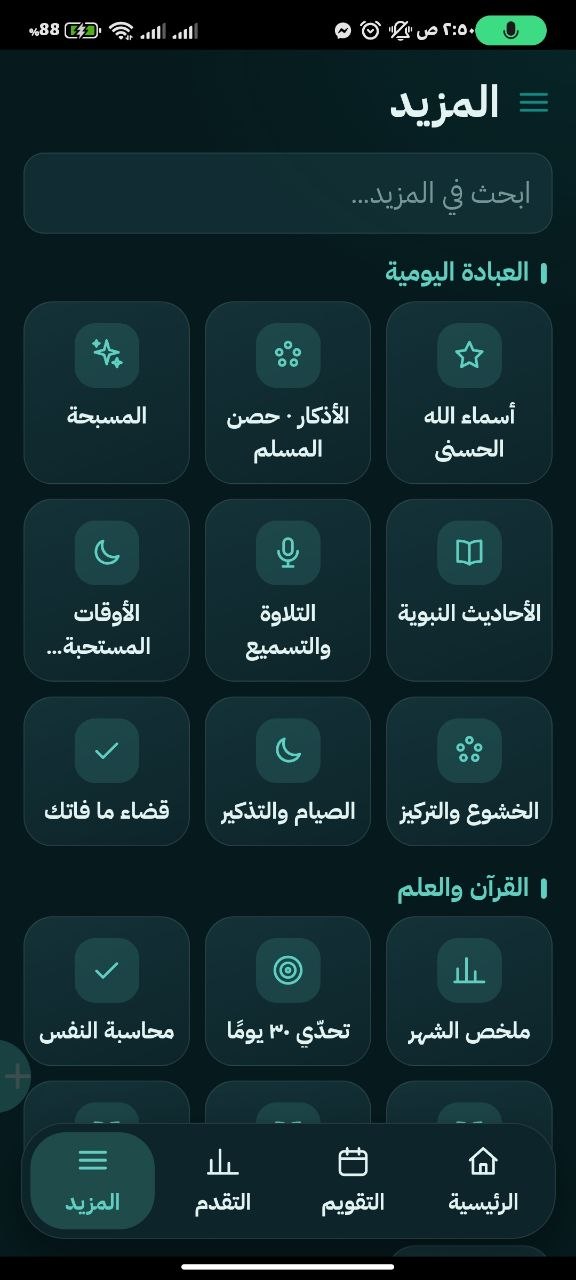 ٢:٥٠ ص
88%
المزيد
ابحث في المزيد...
العبادة اليومية
أسماء الله
الحسنى
الأذكار · حصن
المسلم
المسبحة
الأحاديث النبوية
التلاوة
والتسميع
الأوقات
المستحبة...
الخشوع والتركيز
الصيام والتذكير
قضاء ما فاتك
القرآن والعلم
ملخص الشهر
تحدّي ٣٠ يومًا
محاسبة النفس
الرئيسية
التقويم
التقدم
المزيد